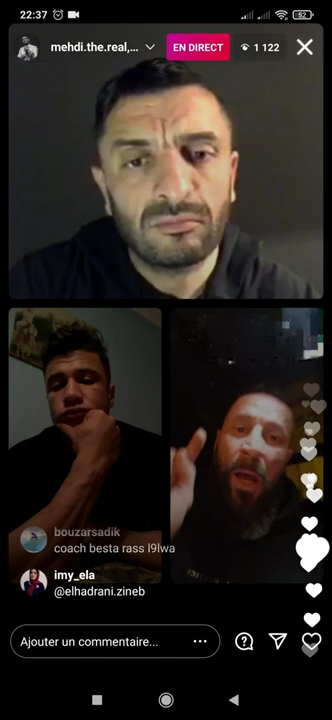 22:37
52
mehdi.the.real,...
EN DIRECT
1 122
bouzarsadik
coach besta rass l9lwa
imy_ela
@elhadrani.zineb
Ajouter un commentaire...